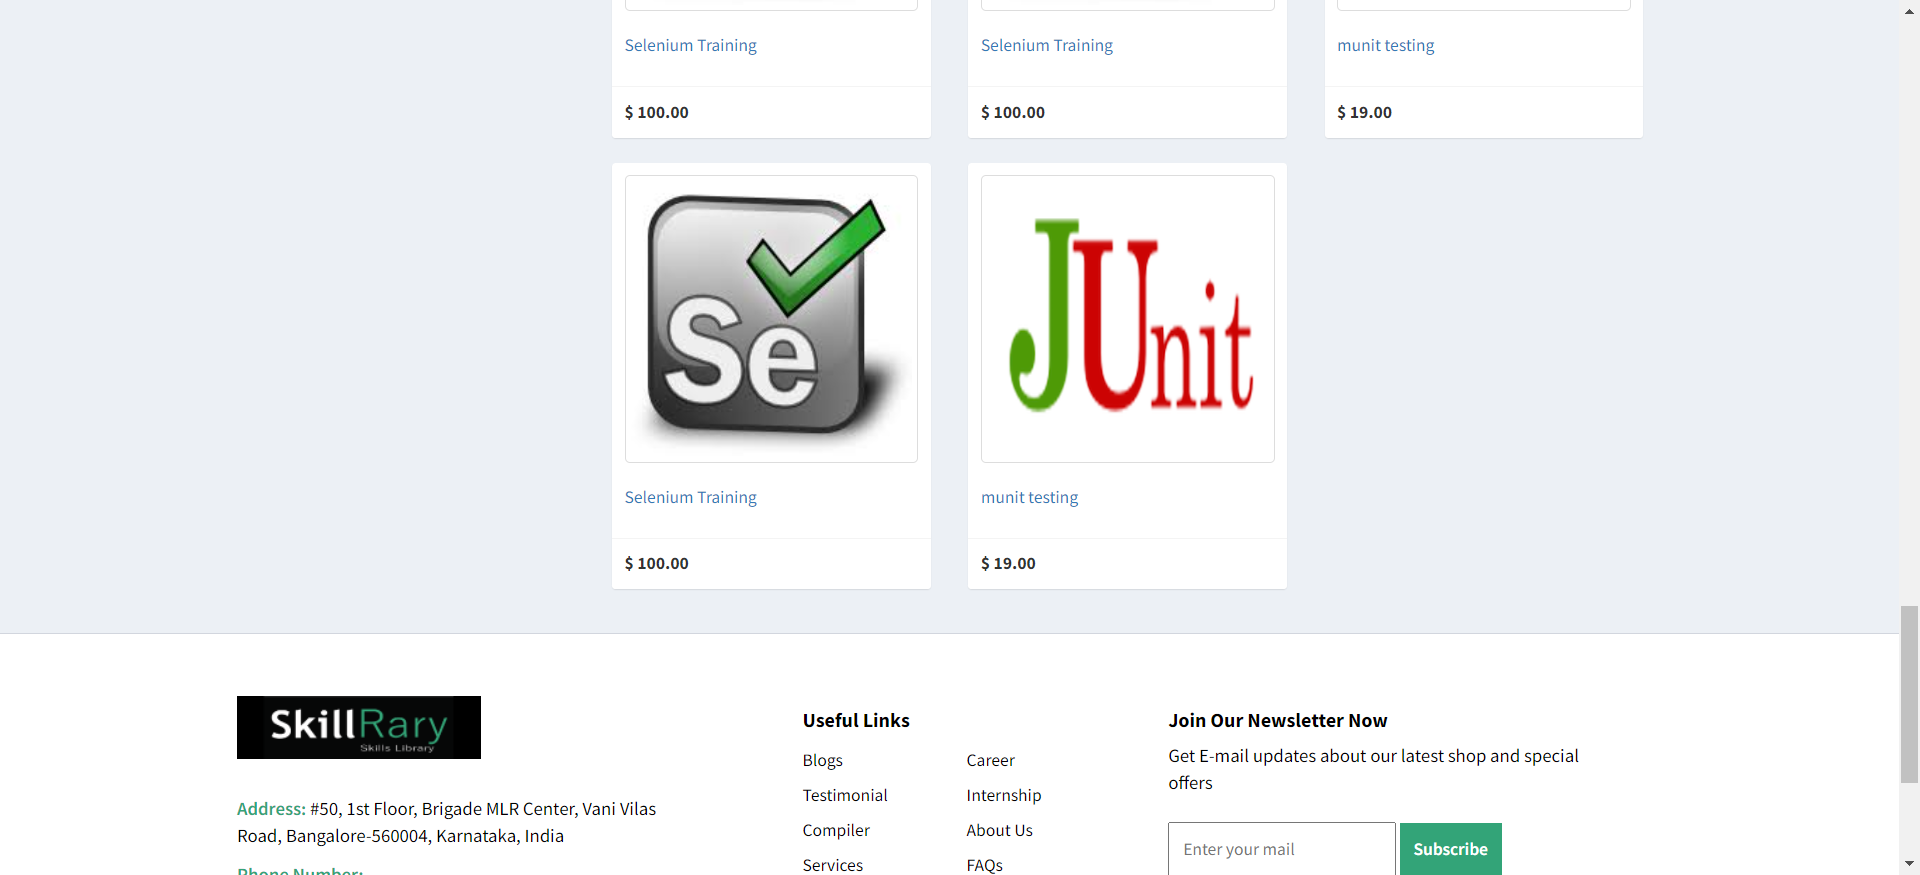 Selenium Training
Selenium Training
munit testing
$ 100.00
$ 100.00
$ 19.00
Se
JUnit
Selenium Training
munit testing
$ 100.00
$ 19.00
SkillRary
Skills Library
Address: #50, 1st Floor, Brigade MLR Center, Vani Vilas
Road, Bangalore-560004, Karnataka, India
Phone Number:
Useful Links
Blogs
Career
Testimonial
Internship
Compiler
About Us
Services
FAQs
Join Our Newsletter Now
Get E-mail updates about our latest shop and special
offers
Enter your mail
Subscribe